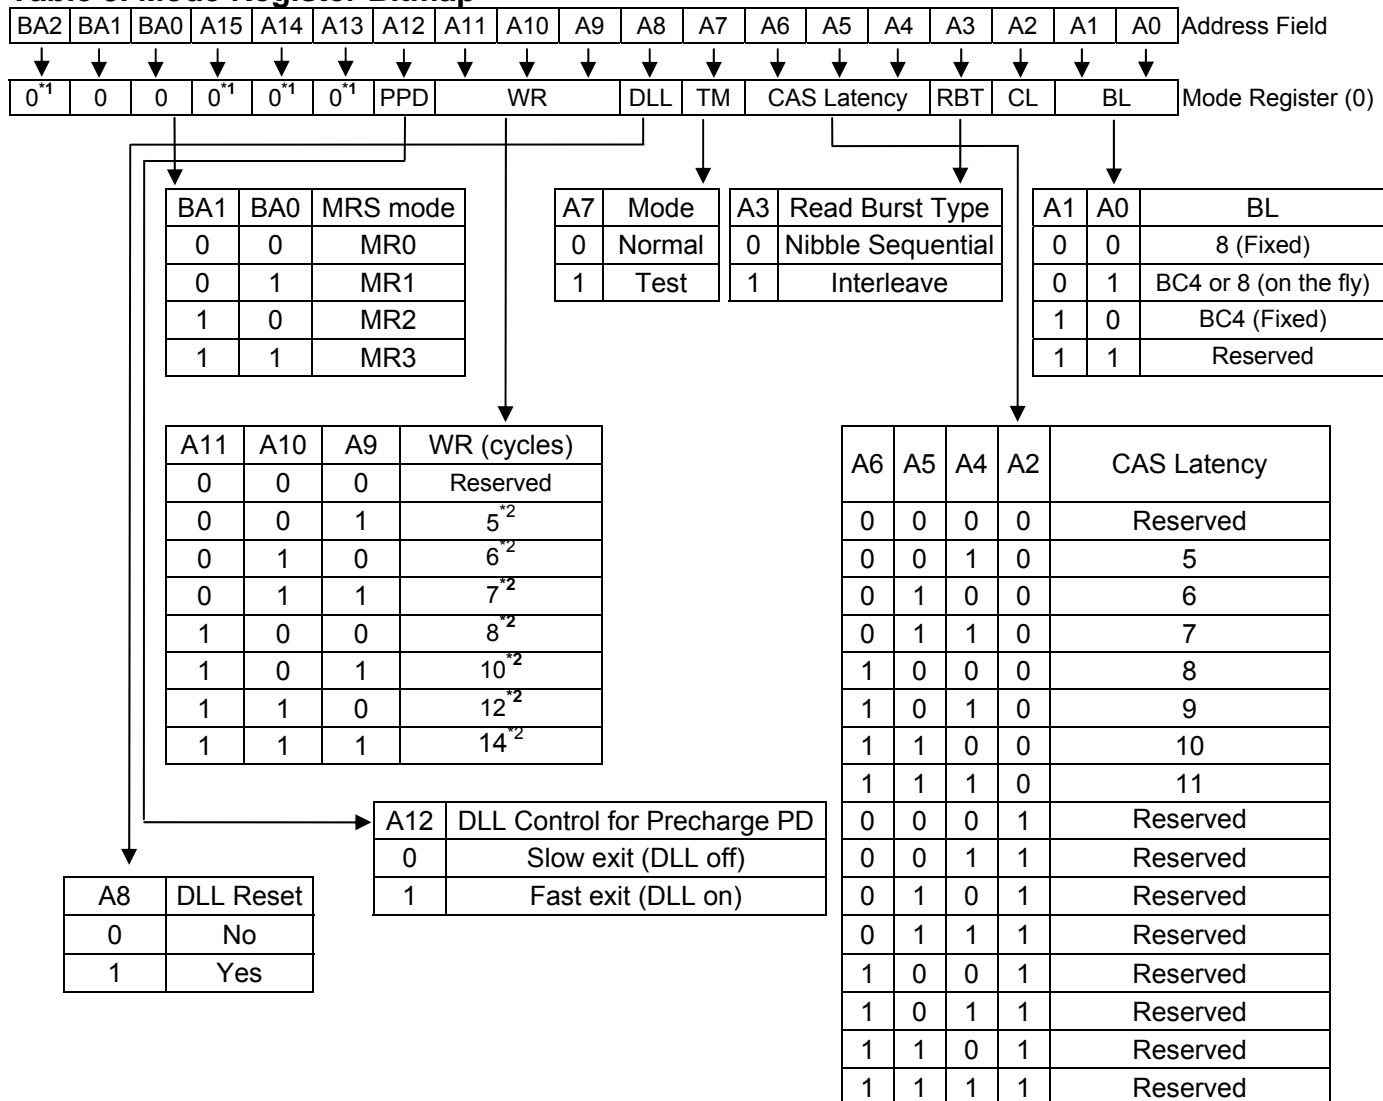 Table 5. Mode Register Bitmap
BA2 BA1 BA0 A15 A14 A13 A12 A11 A10 A9 A8 A7 A6 A5 A4 A3 A2 A1 A0 Address Field
0*1 0 0 0*1 0*1 0*1 PPD WR DLL TM CAS Latency RBT CL BL Mode Register (0)
BA1 BA0 MRS mode
0 0 MR0
0 1 MR1
1 0 MR2
1 1 MR3
A7 Mode
0 Normal
1 Test
A3 Read Burst Type
0 Nibble Sequential
1 Interleave
A1 A0 BL
0 0 8 (Fixed)
0 1 BC4 or 8 (on the fly)
1 0 BC4 (Fixed)
1 1 Reserved
A11 A10 A9 WR (cycles)
0 0 0 Reserved
0 0 1 5*2
0 1 0 6*2
0 1 1 7*2
1 0 0 8*2
1 0 1 10*2
1 1 0 12*2
1 1 1 14*2
A6 A5 A4 A2 CAS Latency
0 0 0 0 Reserved
0 0 1 0 5
0 1 0 0 6
0 1 1 0 7
1 0 0 0 8
1 0 1 0 9
1 1 0 0 10
1 1 1 0 11
0 0 0 1 Reserved
0 0 1 1 Reserved
0 1 0 1 Reserved
0 1 1 1 Reserved
1 0 0 1 Reserved
1 0 1 1 Reserved
1 1 0 1 Reserved
1 1 1 1 Reserved
A12 DLL Control for Precharge PD
0 Slow exit (DLL off)
1 Fast exit (DLL on)
A8 DLL Reset
0 No
1 Yes